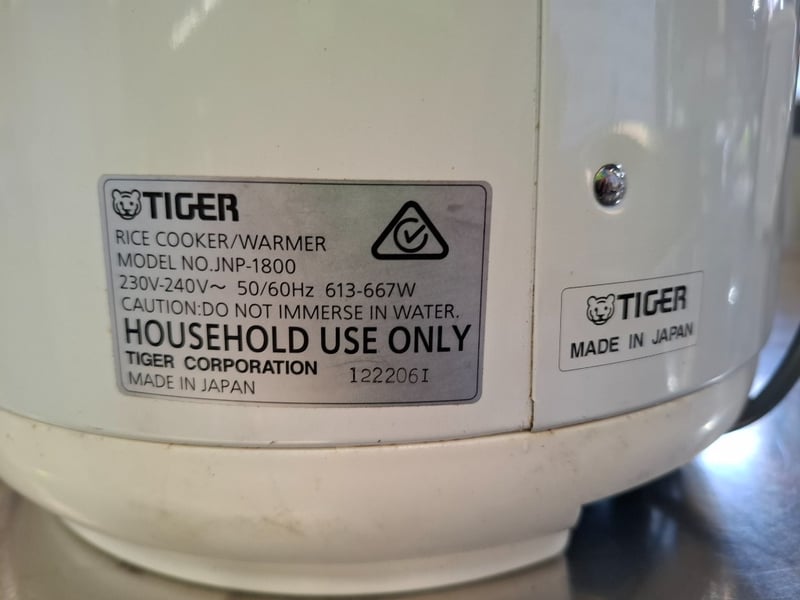 TIGER
RICE COOKER/WARMER
MODEL NO.JNP-1800
230V-240V~ 50/60Hz 613-667W
CAUTION:DO NOT IMMERSE IN WATER.
HOUSEHOLD USE ONLY
TIGER CORPORATION
MADE IN JAPAN 122206I
TIGER
MADE IN JAPAN